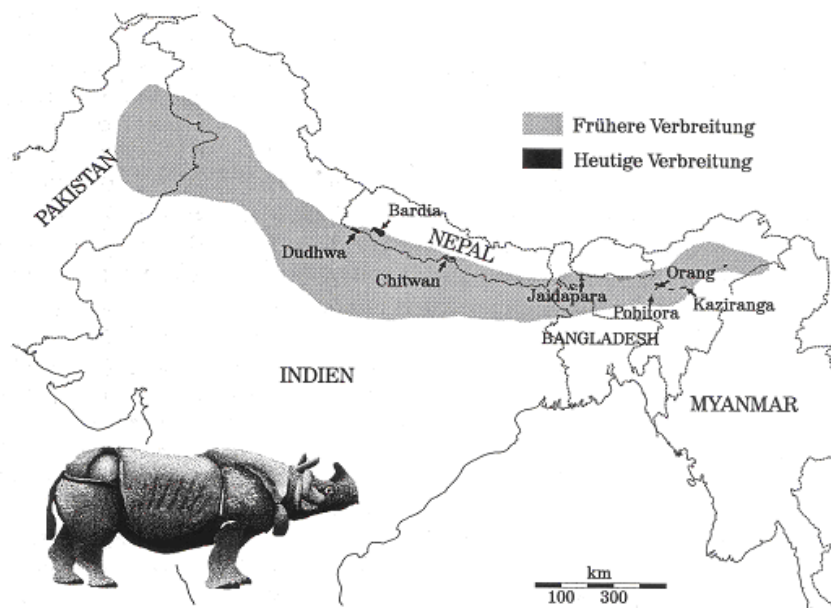 Frühere Verbreitung
Heutige Verbreitung
PAKISTAN
Bardia
Dudhwa
NEPAL
Chitwan
Orang
Jaldapara
Kaziranga
Pobitora
BANGLADESH
INDIEN
MYANMAR
km
100 300